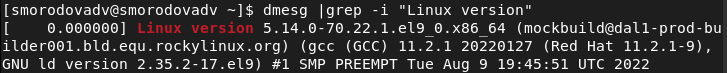 [smorodovadv@smorodovadv ~]$ dmesg |grep -i "Linux version"
[    0.000000] Linux version 5.14.0-70.22.1.el9_0.x86_64 (mockbuild@dal1-prod-bu
ilder001.bld.equ.rockylinux.org) (gcc (GCC) 11.2.1 20220127 (Red Hat 11.2.1-9),
GNU ld version 2.35.2-17.el9) #1 SMP PREEMPT Tue Aug 9 19:45:51 UTC 2022